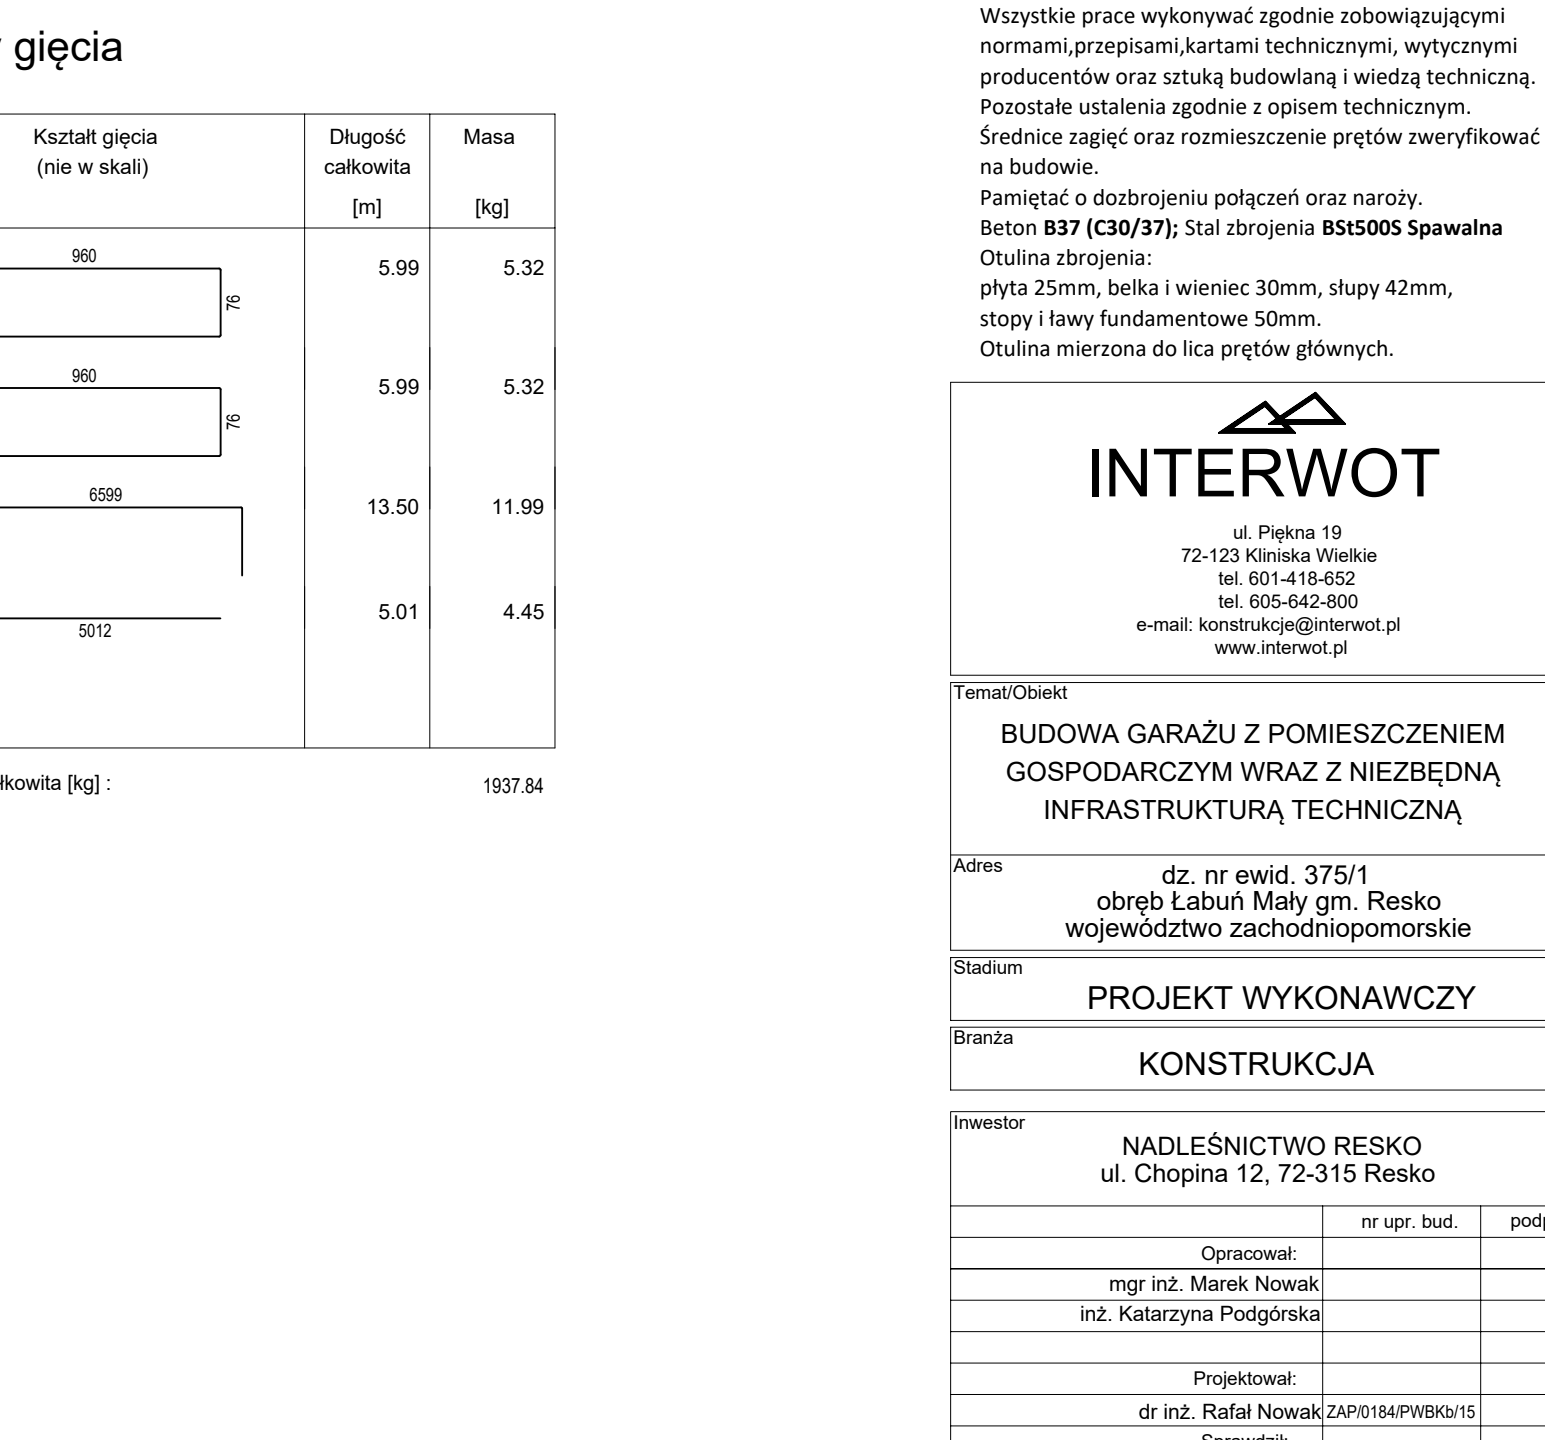 gięcia
Kształt gięcia
(nie w skali)
Długość
całkowita
[m]
Masa
[kg]
960
76
5.99
5.32
960
76
5.99
5.32
6599
13.50
11.99
5012
5.01
4.45
łkowita [kg] :
1937.84
Wszystkie prace wykonywać zgodnie zobowiązującymi
normami,przepisami,kartami technicznymi, wytycznymi
producentów oraz sztuką budowlaną i wiedzą techniczną.
Pozostałe ustalenia zgodnie z opisem technicznym.
Średnice zagięć oraz rozmieszczenie prętów zweryfikować
na budowie.
Pamiętać o dozbrojeniu połączeń oraz naroży.
Beton B37 (C30/37); Stal zbrojenia BSt500S Spawalna
Otulina zbrojenia:
płyta 25mm, belka i wieniec 30mm, słupy 42mm,
stopy i ławy fundamentowe 50mm.
Otulina mierzona do lica prętów głównych.
INTERWOT
ul. Piękna 19
72-123 Kliniska Wielkie
tel. 601-418-652
tel. 605-642-800
e-mail: konstrukcje@interwot.pl
www.interwot.pl
Temat/Obiekt
BUDOWA GARAŻU Z POMIESZCZENIEM
GOSPODARCZYM WRAZ Z NIEZBĘDNĄ
INFRASTRUKTURĄ TECHNICZNĄ
Adres
dz. nr ewid. 375/1
obręb Łabuń Mały gm. Resko
województwo zachodniopomorskie
Stadium
PROJEKT WYKONAWCZY
Branża
KONSTRUKCJA
Inwestor
NADLEŚNICTWO RESKO
ul. Chopina 12, 72-315 Resko
nr upr. bud.
Opracował:
mgr inż. Marek Nowak
inż. Katarzyna Podgórska
Projektował:
dr inż. Rafał Nowak ZAP/0184/PWBKb/15